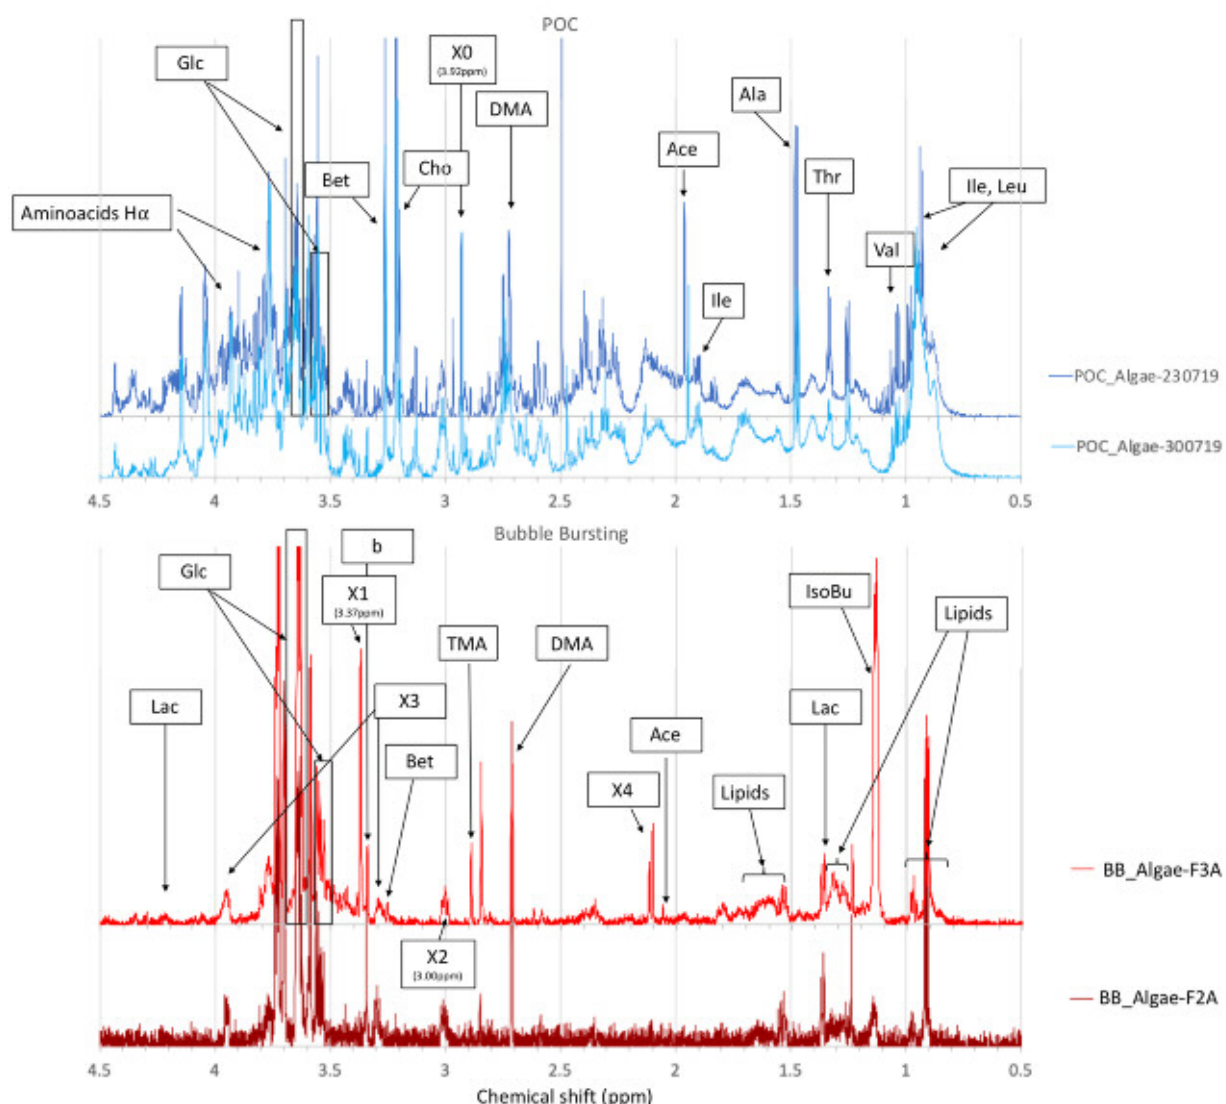 POC
Glc
X0
(3.92ppm)
DMA
Ala
Ace
Thr
Ile, Leu
Bet
Cho
Aminoacids Hα
Val
Ile
POC_Algae-230719
POC_Algae-300719
4.5 4 3.5 3 2.5 2 1.5 1 0.5
Bubble Bursting
b
Glc
X1
(3.37ppm)
IsoBu
Lipids
TMA
DMA
Lac
X3
Lac
Ace
Bet
X4
Lipids
BB_Algae-F3A
X2
(3.00ppm)
BB_Algae-F2A
4.5 4 3.5 3 2.5 2 1.5 1 0.5
Chemical shift (ppm)